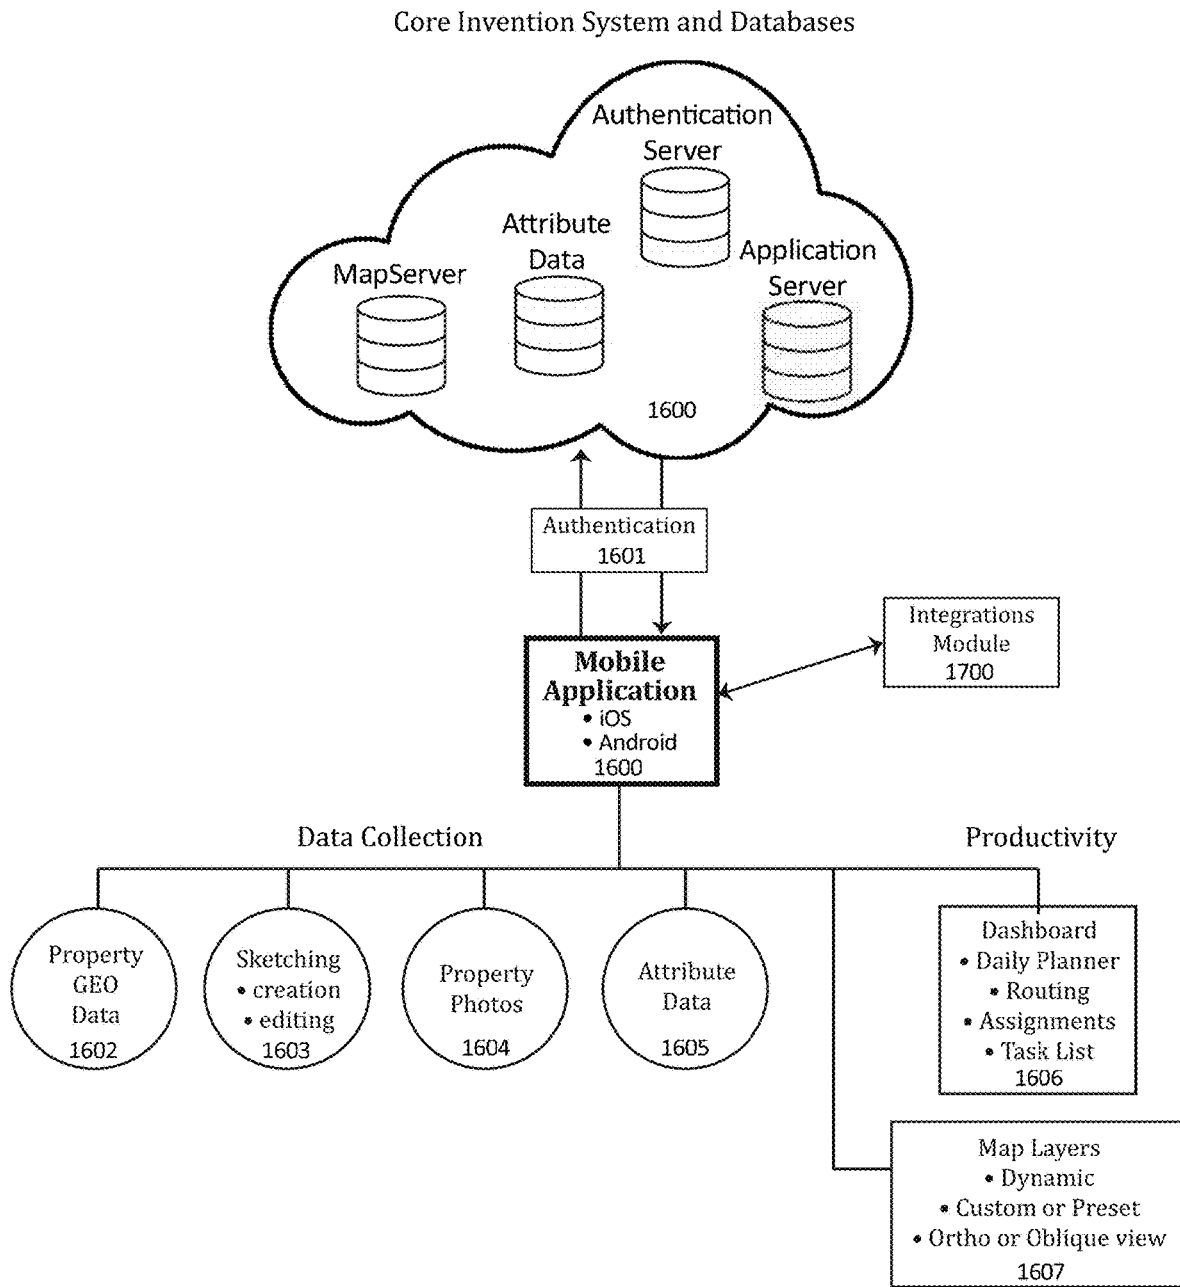 Core Invention System and Databases
Authentication
Server
Attribute
Data
MapServer
Application
Server
1600
Authentication
1601
Integrations
Module
1700
Mobile
Application
• iOS
• Android
1600
Data Collection
Productivity
Property
GEO
Data
1602
Sketching
• creation
• editing
1603
Property
Photos
1604
Attribute
Data
1605
Dashboard
• Daily Planner
• Routing
• Assignments
• Task List
1606
Map Layers
• Dynamic
• Custom or Preset
• Ortho or Oblique view
1607